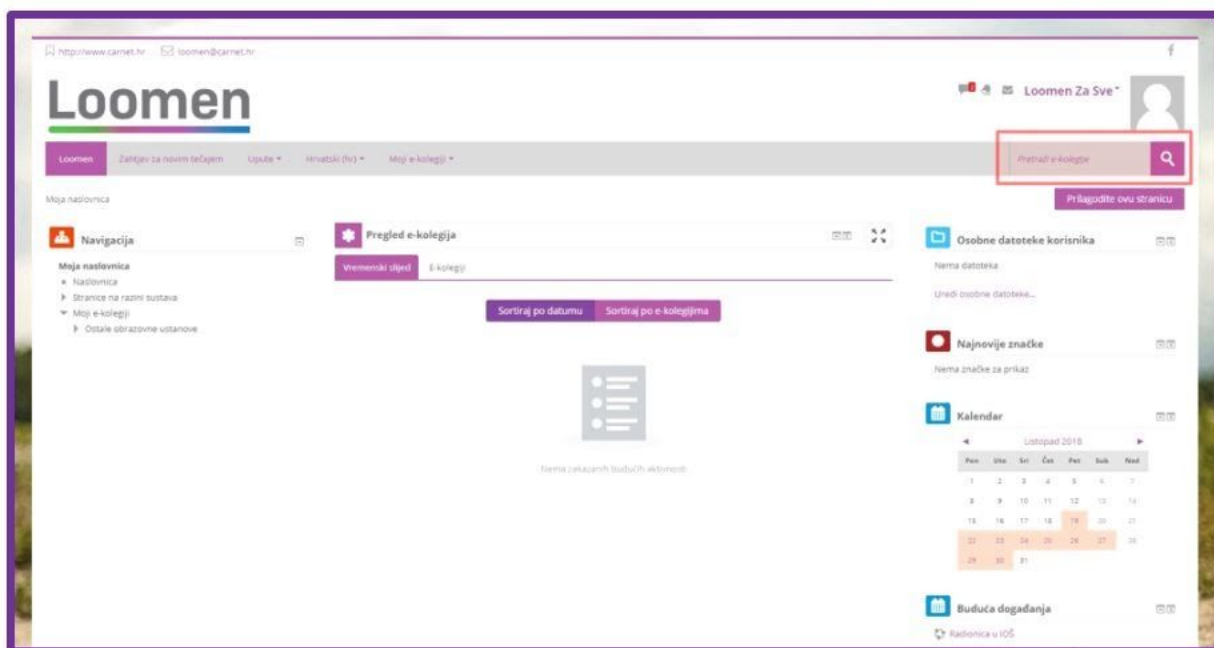 http://www.carnet.hr loomen@carnet.hr
Loomen
Loomen Za Sve
Loomen Zahtjev za novim tečajem Upute Hrvatski (hr) Moji e-kolegiji Pretraži e-kolegije
Moja naslovnica
Prilagodite ovu stranicu
Navigacija
Moja naslovnica
Naslovnica
Stranice na razini sustava
Moji e-kolegiji
Ostale obrazovne ustanove
Pregled e-kolegija
Vremenski slijed E-kolegiji
Sortiraj po datumu Sortiraj po e-kolegijima
Nema zakazanih budućih aktivnosti
Osobne datoteke korisnika
Nema datoteka
Uredi osobne datoteke...
Najnovije značke
Nema značke za prikaz
Kalendar
Listopad 2018
Pon Uto Sri Čet Pet Sub Ned
1 2 3 4 5 6 7
8 9 10 11 12 13 14
15 16 17 18 19 20 21
22 23 24 25 26 27 28
29 30 31
Buduća događanja
Radionica u IOŠ